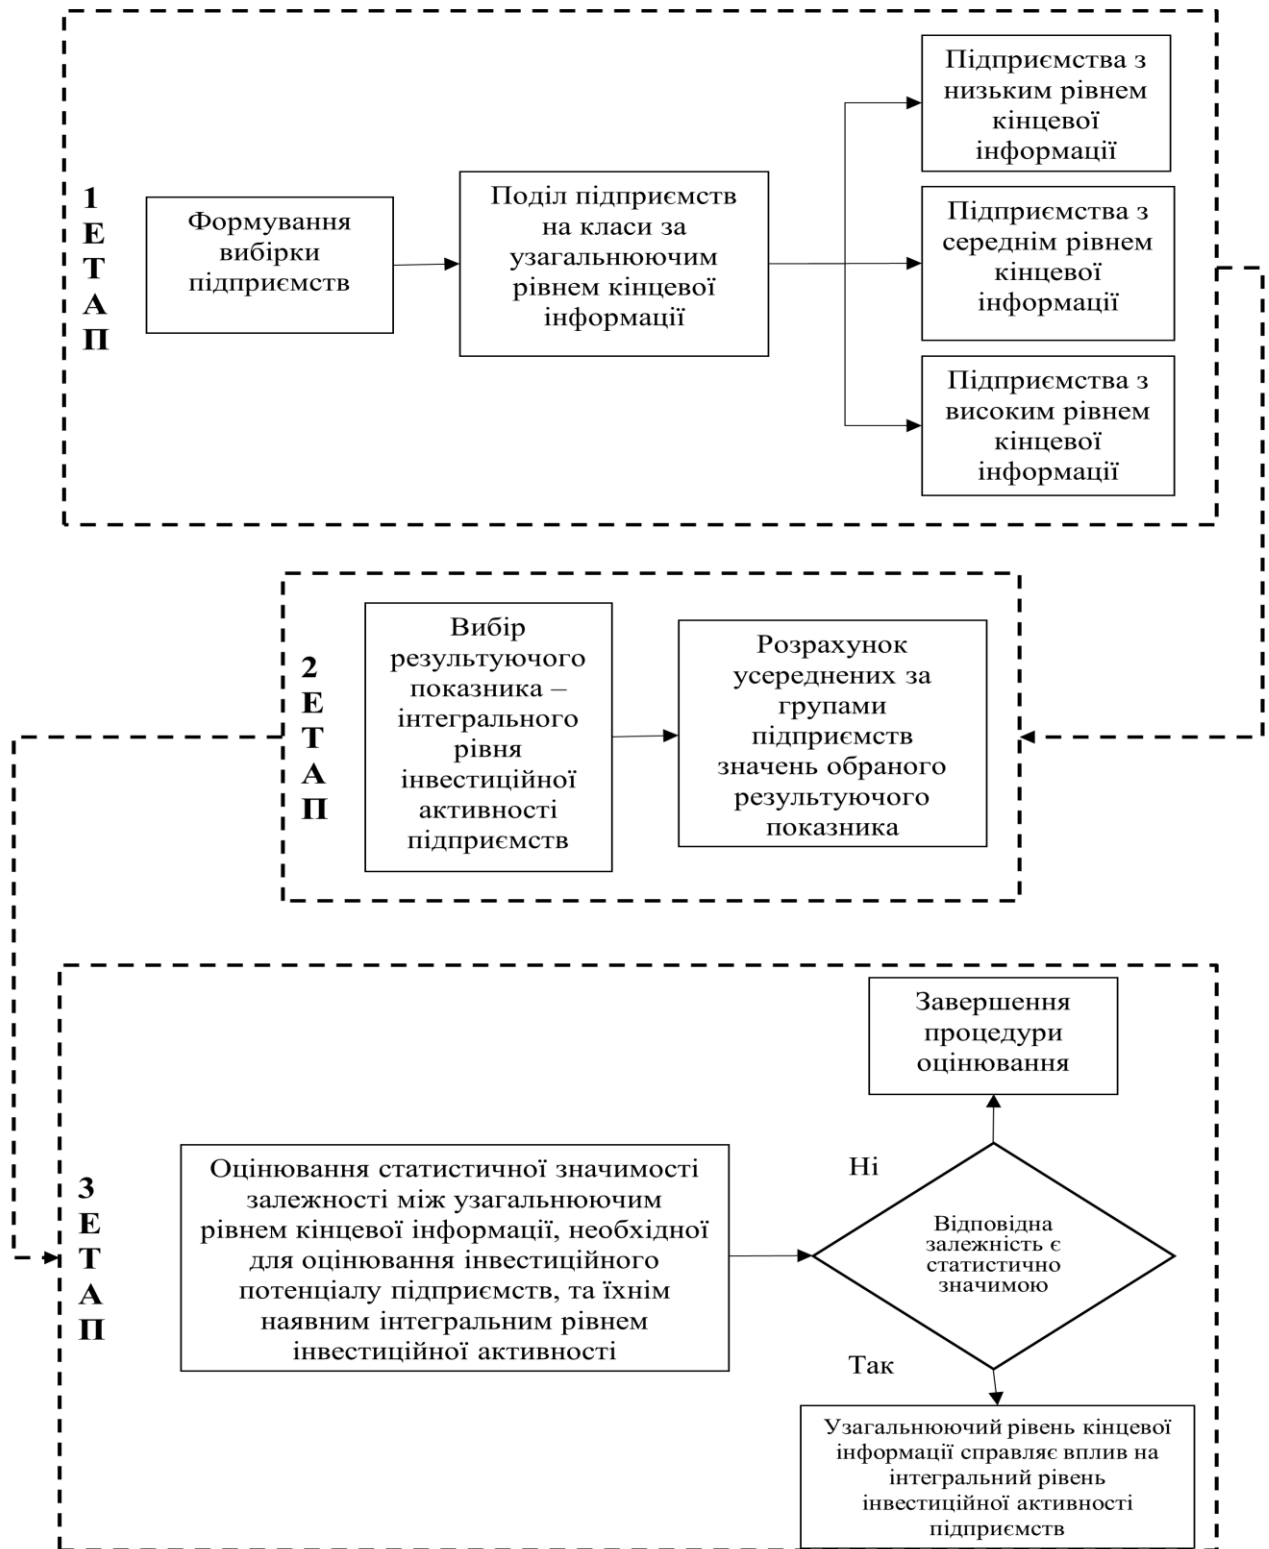 1
Е
Т
А
П
Формування
вибірки
підприємств
Поділ підприємств
на класи за
узагальнюючим
рівнем кінцевої
інформації
Підприємства з
низьким рівнем
кінцевої
інформації
Підприємства з
середнім рівнем
кінцевої
інформації
Підприємства з
високим рівнем
кінцевої
інформації
2
Е
Т
А
П
Вибір
результуючого
показника –
інтегрального
рівня
інвестиційної
активності
підприємств
Розрахунок
усереднених за
групами
підприємств
значень обраного
результуючого
показника
3
Е
Т
А
П
Оцінювання статистичної значимості
залежності між узагальнюючим
рівнем кінцевої інформації, необхідної
для оцінювання інвестиційного
потенціалу підприємств, та їхнім
наявним інтегральним рівнем
інвестиційної активності
Завершення
процедури
оцінювання
Ні
Відповідна
залежність є
статистично
значимою
Так
Узагальнюючий рівень кінцевої
інформації справляє вплив на
інтегральний рівень
інвестиційної активності
підприємств